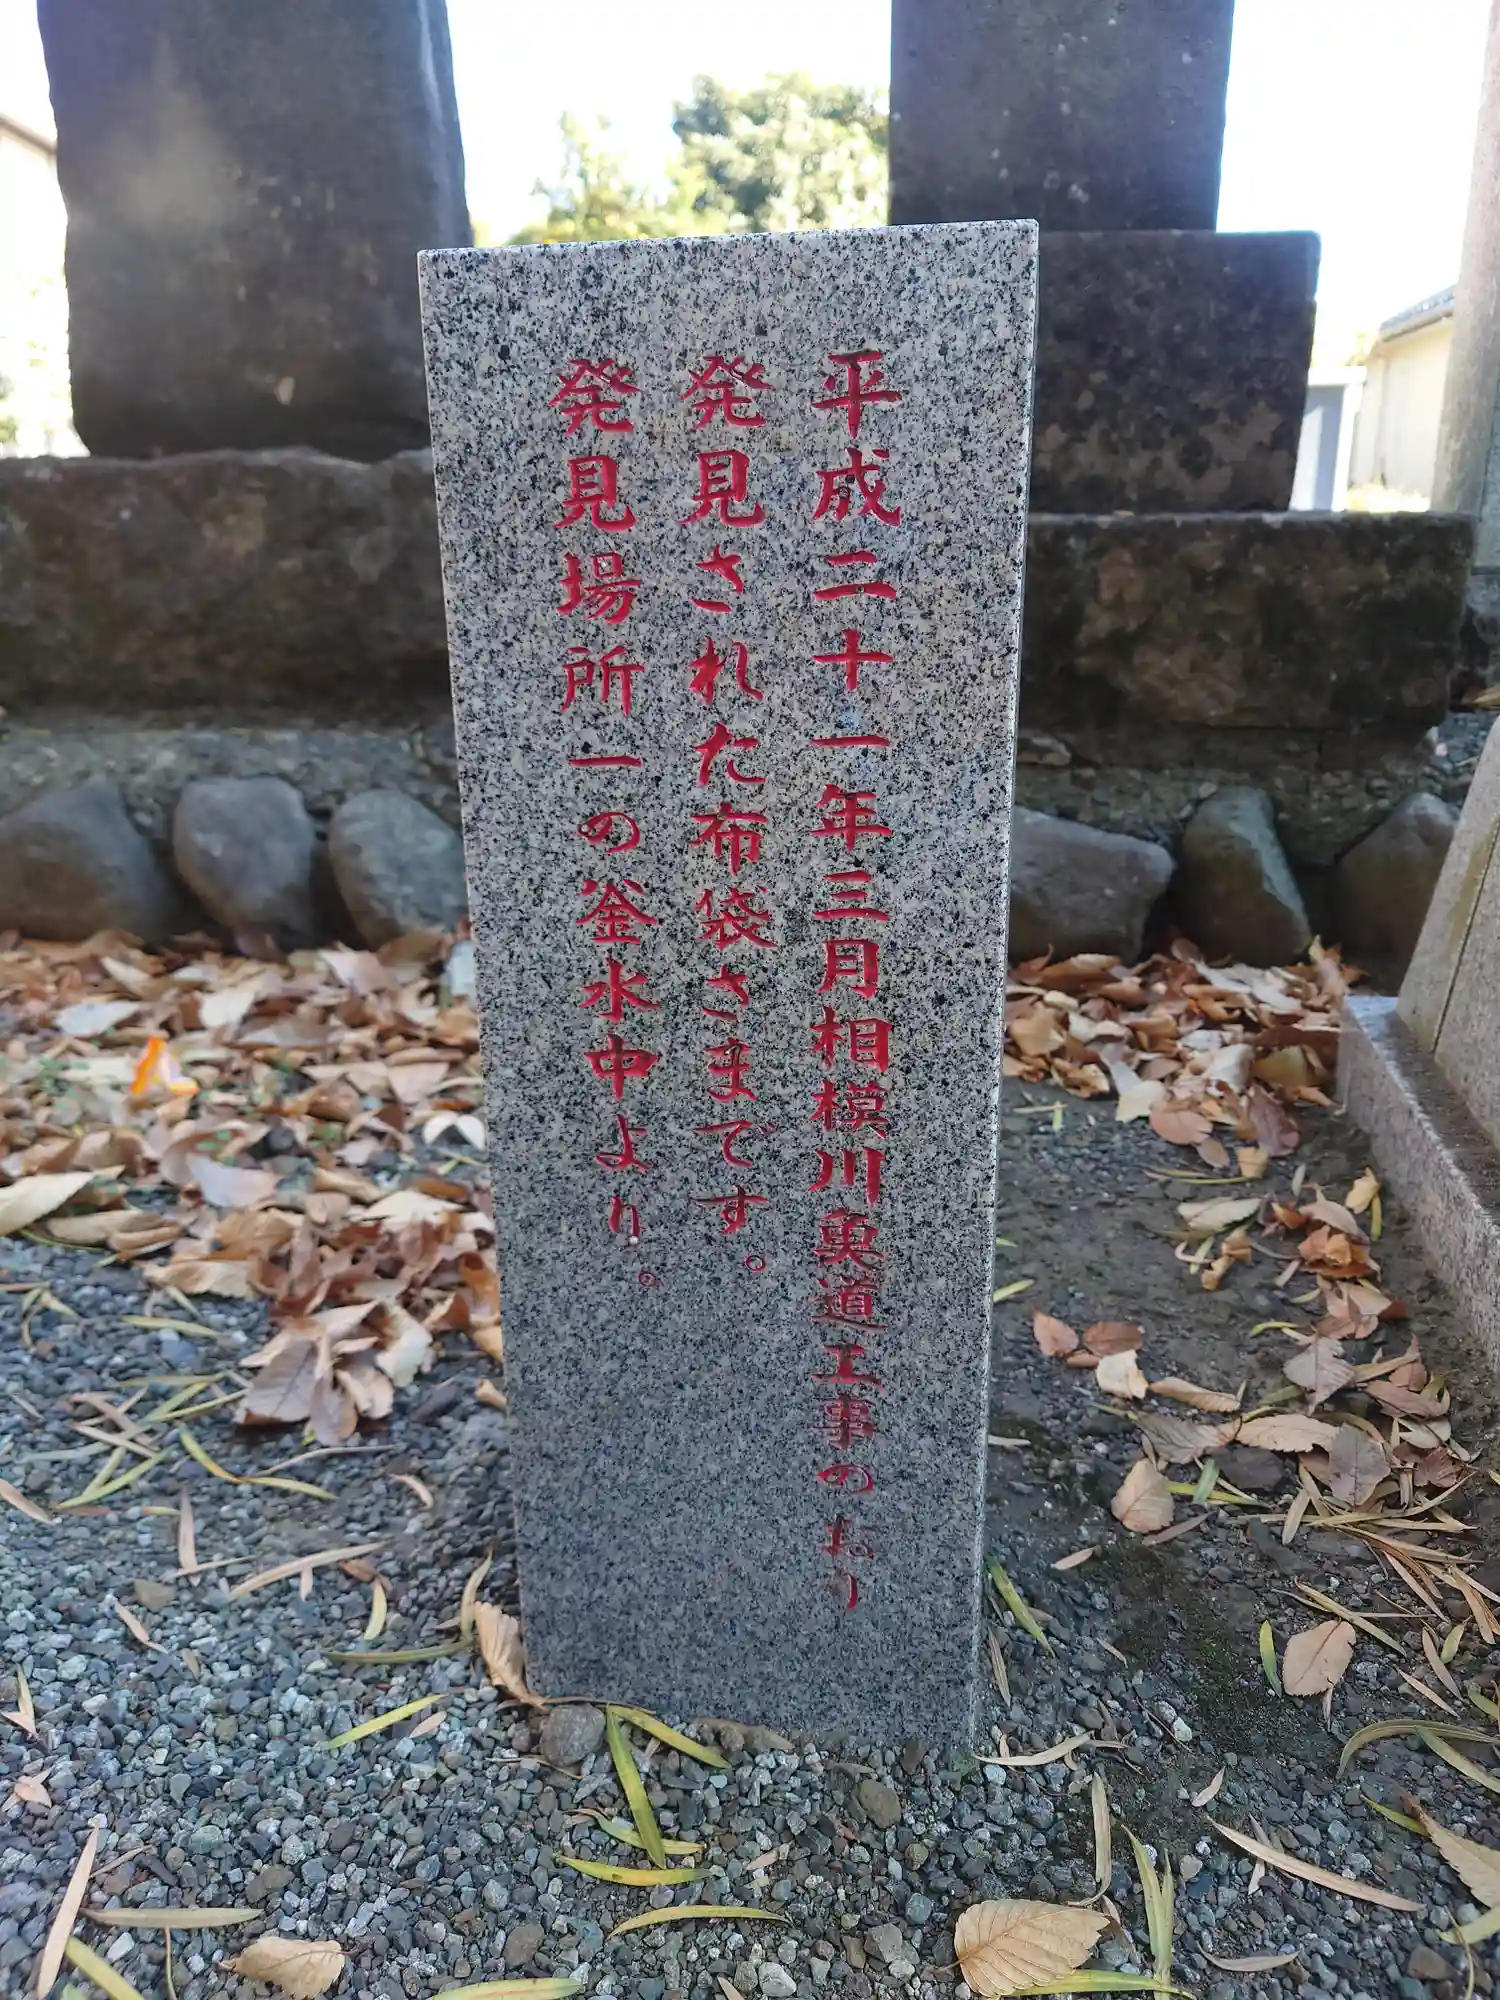 平成二十一年三月相模川奥道工事のおり
発見された布袋さまです。
発見場所一の釜水中より。